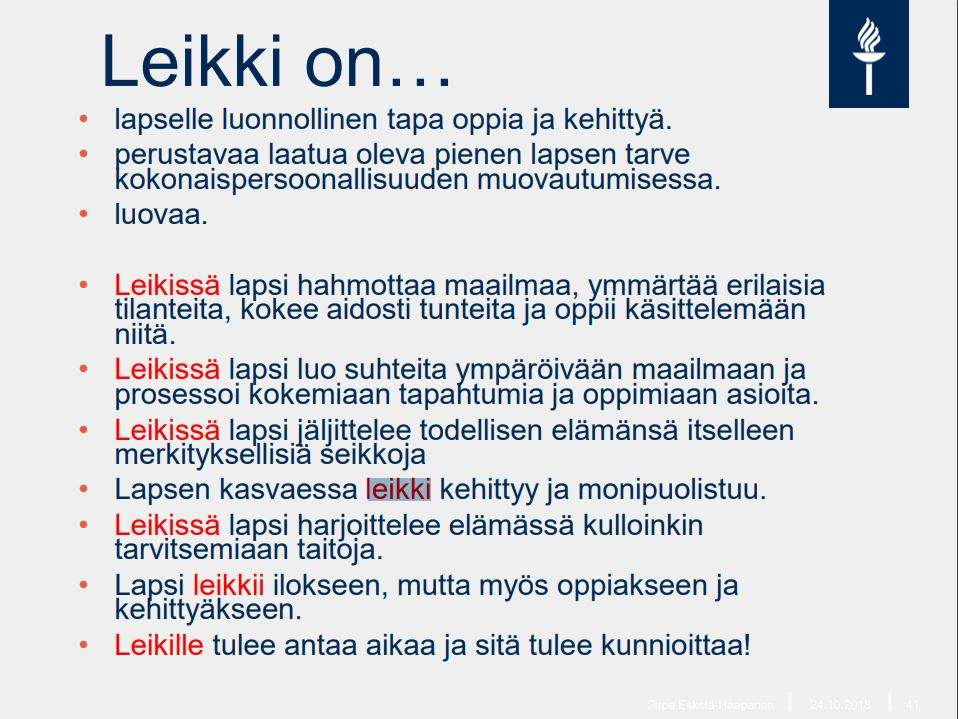 Leikki on…
• lapselle luonnollinen tapa oppia ja kehittyä.
• perustavaa laatua oleva pienen lapsen tarve
kokonaispersoonallisuuden muovautumisessa.
• luovaa.
• Leikissä lapsi hahmottaa maailmaa, ymmärtää erilaisia
tilanteita, kokee aidosti tunteita ja oppii käsittelemään
niitä.
• Leikissä lapsi luo suhteita ympäröivään maailmaan ja
prosessoi kokemiaan tapahtumia ja oppimiaan asioita.
• Leikissä lapsi jäljittelee todellisen elämänsä itselleen
merkityksellisiä seikkoja
• Lapsen kasvaessa leikki kehittyy ja monipuolistuu.
• Leikissä lapsi harjoittelee elämässä kulloinkin
tarvitsemiaan taitoja.
• Lapsi leikkii ilokseen, mutta myös oppiakseen ja
kehittyäkseen.
• Leikille tulee antaa aikaa ja sitä tulee kunnioittaa!
Sirpa Eskelä-Haapanen | 24.10.2018 | 41